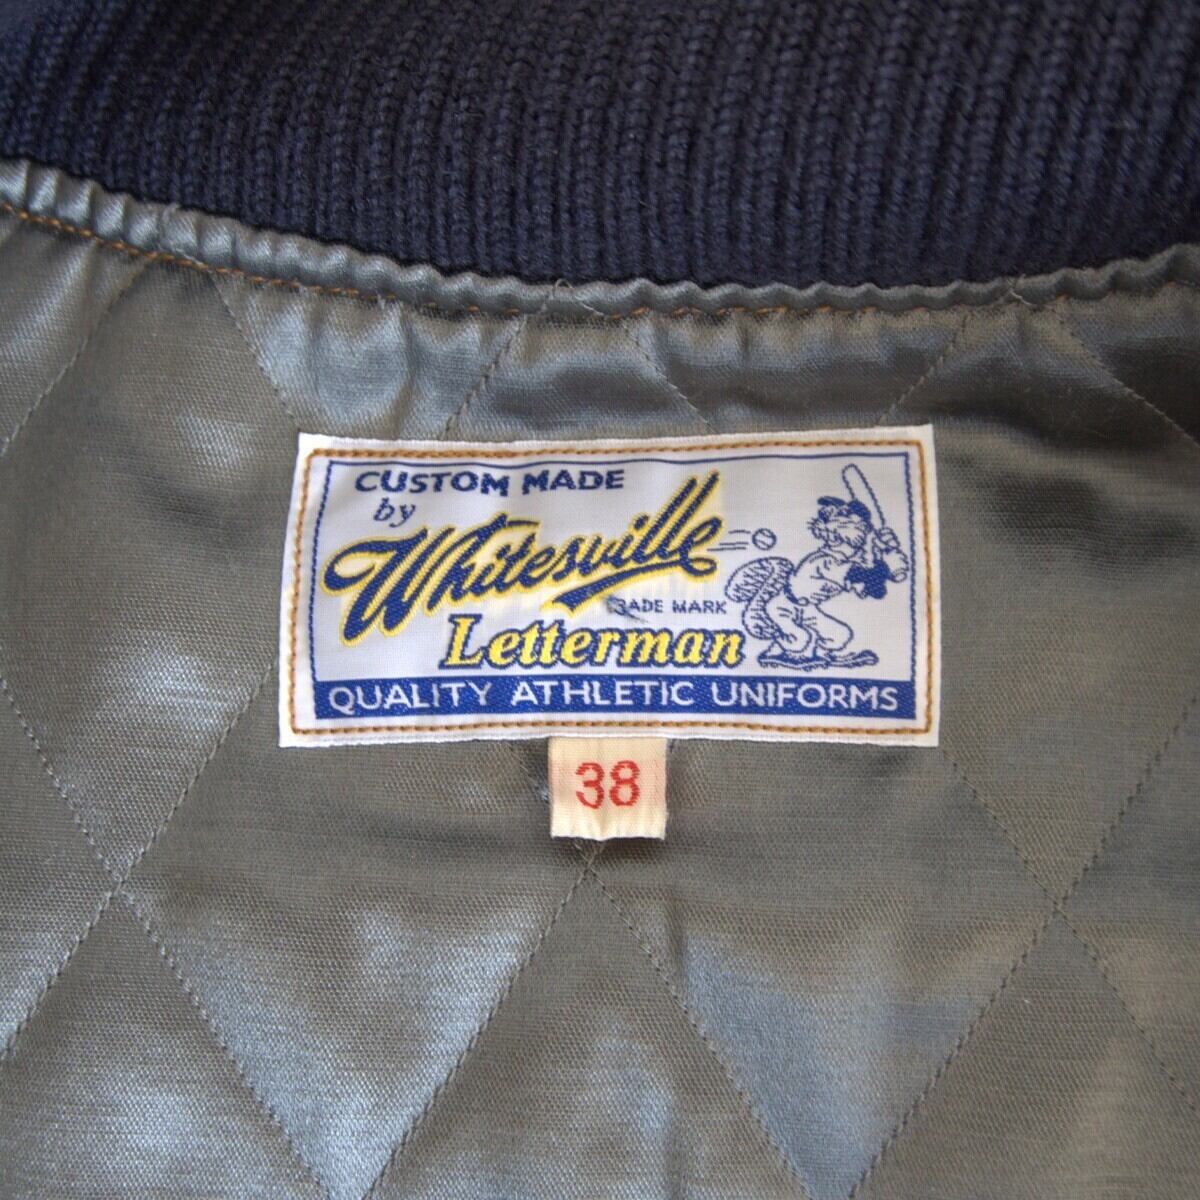 CUSTOM MADE
by
Whitesville
TRADE MARK
Letterman
QUALITY ATHLETIC UNIFORMS
38